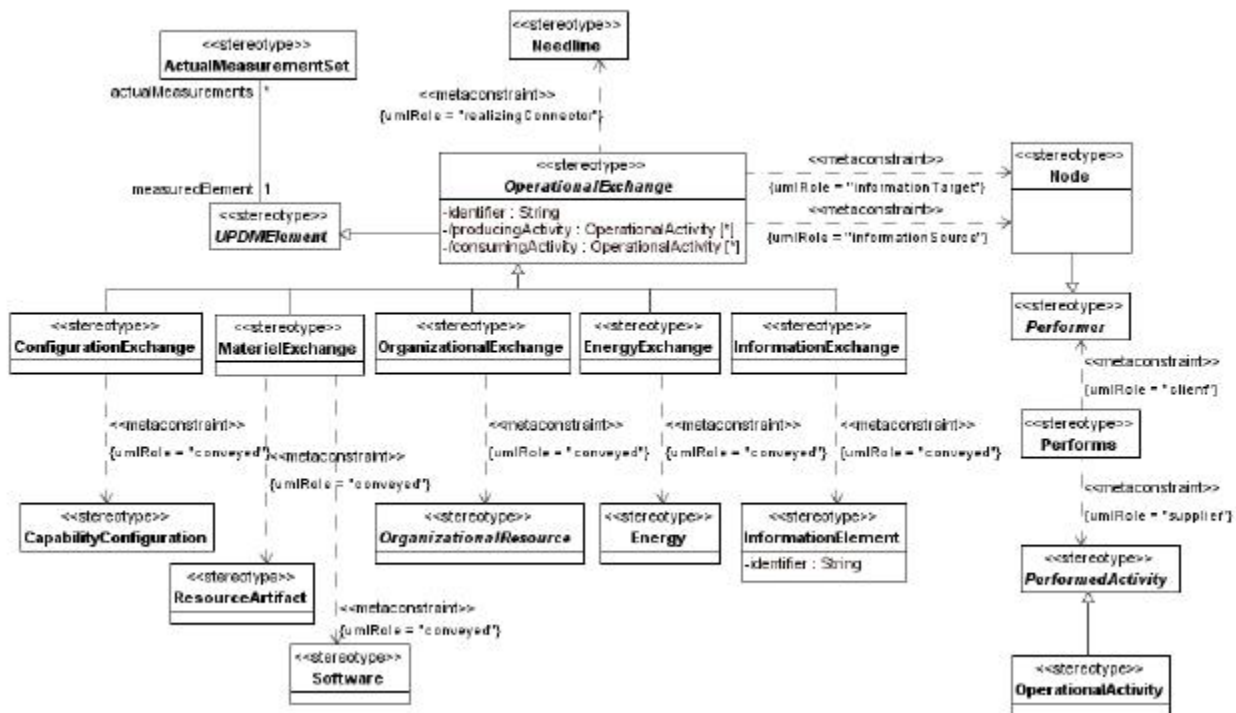 <<stereotype>>
Needline
<<stereotype>>
ActualMeasurementSet
actualMeasurements
*
<<metaconstraint>>
{umlRole = "realizingConnector"}
measuredElement
1
<<stereotype>>
UPDMElement
<<stereotype>>
OperationalExchange
-identifier : String
-/producingActivity : OperationalActivity [*]
-/consumingActivity : OperationalActivity [*]
<<metaconstraint>>
{umlRole = "informationTarget"}
<<metaconstraint>>
{umlRole = "informationSource"}
<<stereotype>>
Node
<<stereotype>>
ConfigurationExchange
<<stereotype>>
MaterielExchange
<<stereotype>>
OrganizationalExchange
<<stereotype>>
EnergyExchange
<<stereotype>>
InformationExchange
<<stereotype>>
Performer
<<metaconstraint>>
{umlRole = "client"}
<<metaconstraint>>
{umlRole = "conveyed"}
<<metaconstraint>>
{umlRole = "conveyed"}
<<metaconstraint>>
{umlRole = "conveyed"}
<<metaconstraint>>
{umlRole = "conveyed"}
<<metaconstraint>>
{umlRole = "conveyed"}
<<stereotype>>
Performs
<<metaconstraint>>
{umlRole = "supplier"}
<<stereotype>>
CapabilityConfiguration
<<stereotype>>
OrganizationalResource
<<stereotype>>
Energy
<<stereotype>>
InformationElement
-identifier : String
<<stereotype>>
ResourceArtifact
<<metaconstraint>>
{umlRole = "conveyed"}
<<stereotype>>
PerformedActivity
<<stereotype>>
Software
<<stereotype>>
OperationalActivity